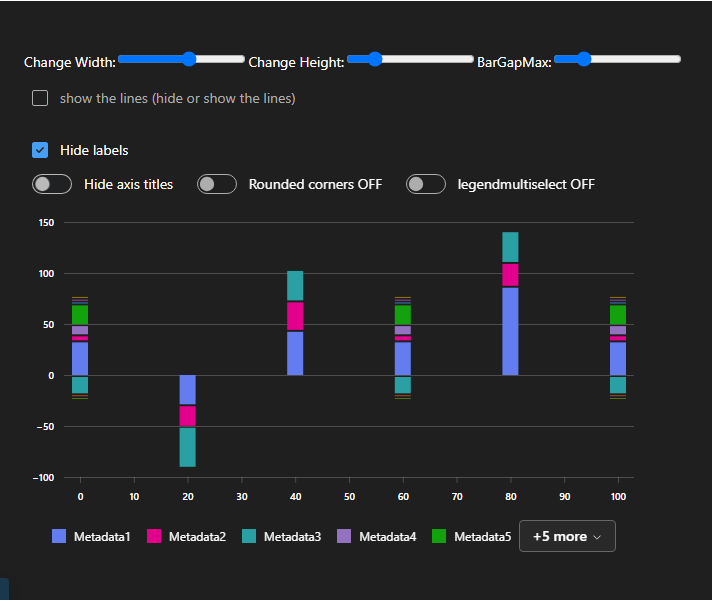 Change Width: Change Height: BarGapMax:
show the lines (hide or show the lines)
Hide labels
Hide axis titles Rounded corners OFF legendmultiselect OFF
150
100
50
0
−50
−100
0 10 20 30 40 50 60 70 80 90 100
Metadata1 Metadata2 Metadata3 Metadata4 Metadata5 +5 more